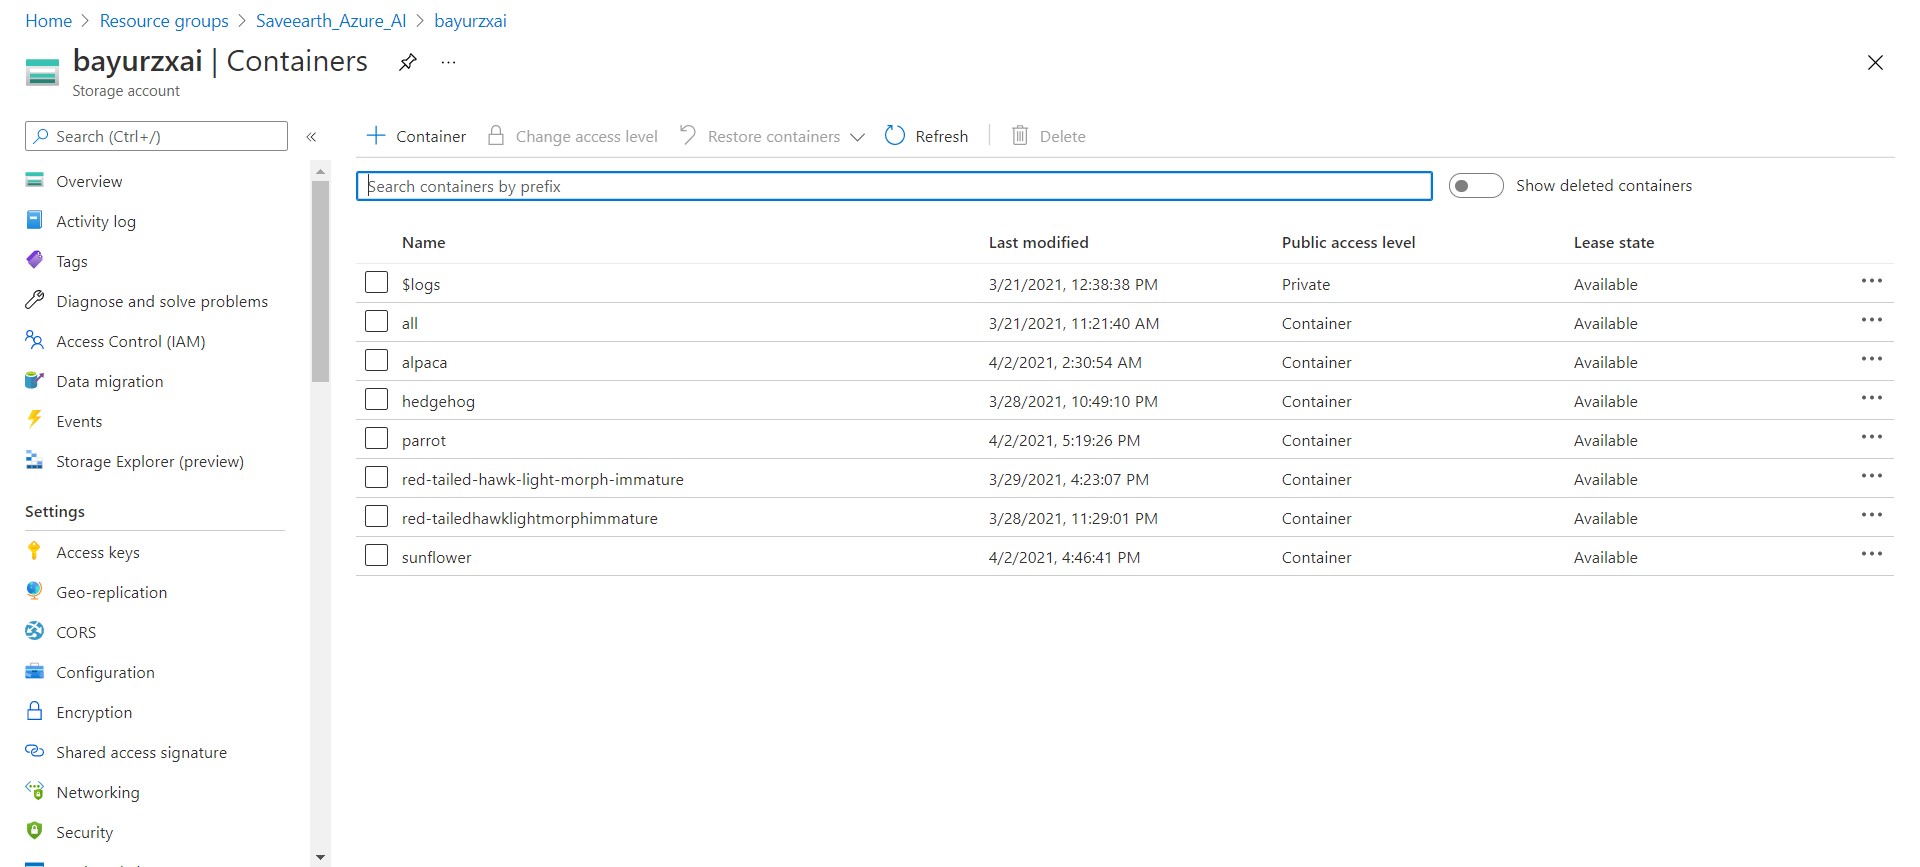 Home > Resource groups > Saveearth_Azure_AI > bayurzxai
bayurzxai | Containers ...
Storage account
Search (Ctrl+/) «
Overview
Activity log
Tags
Diagnose and solve problems
Access Control (IAM)
Data migration
Events
Storage Explorer (preview)
Settings
Access keys
Geo-replication
CORS
Configuration
Encryption
Shared access signature
Networking
Security
+ Container Change access level Restore containers Refresh Delete
Search containers by prefix Show deleted containers
Name Last modified Public access level Lease state
$logs 3/21/2021, 12:38:38 PM Private Available ...
all 3/21/2021, 11:21:40 AM Container Available ...
alpaca 4/2/2021, 2:30:54 AM Container Available ...
hedgehog 3/28/2021, 10:49:10 PM Container Available ...
parrot 4/2/2021, 5:19:26 PM Container Available ...
red-tailed-hawk-light-morph-immature 3/29/2021, 4:23:07 PM Container Available ...
red-tailedhawklightmorphimmature 3/28/2021, 11:29:01 PM Container Available ...
sunflower 4/2/2021, 4:46:41 PM Container Available ...